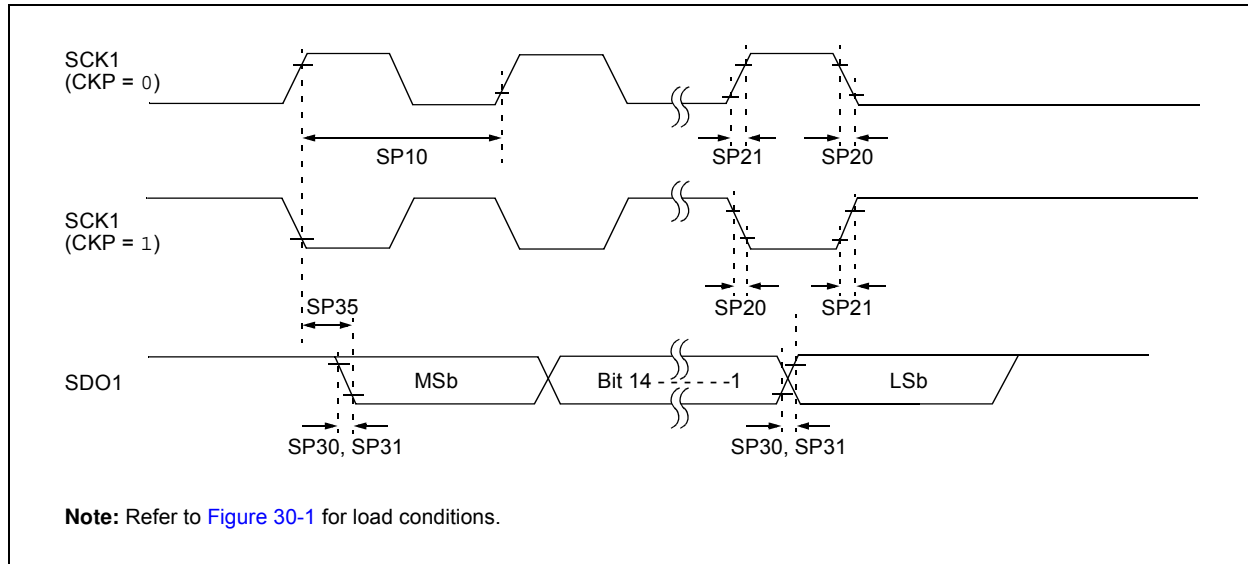 SCK1
(CKP = 0)
SP10
SP21
SP20
SCK1
(CKP = 1)
SP35
SP20
SP21
SDO1
MSb
Bit 14 - - - - - -1
LSb
SP30, SP31
SP30, SP31
Note: Refer to Figure 30-1 for load conditions.